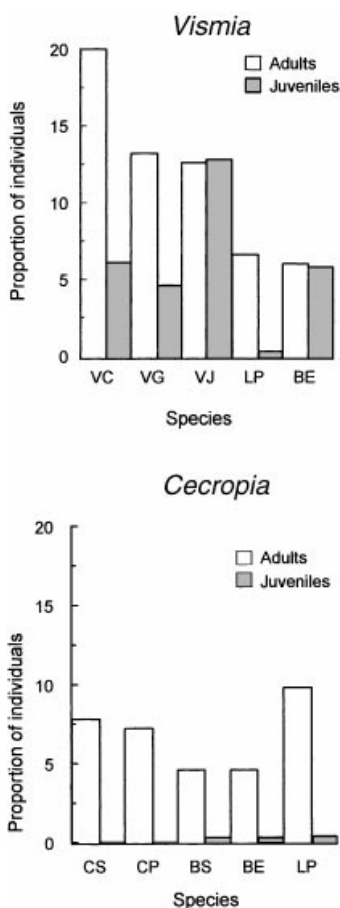 Vismia
20
Adults
Juveniles
15
10
5
0
Proportion of individuals
VC VG VJ LP BE
Species
Cecropia
20
Adults
Juveniles
15
10
5
0
Proportion of individuals
CS CP BS BE LP
Species